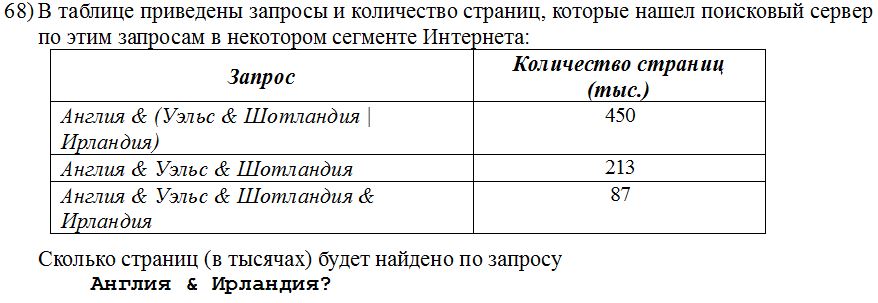 68) В таблице приведены запросы и количество страниц, которые нашел поисковый сервер
по этим запросам в некотором сегменте Интернета:
Запрос
Количество страниц
(тыс.)
Англия & (Уэльс & Шотландия |
Ирландия)
450
Англия & Уэльс & Шотландия
213
Англия & Уэльс & Шотландия &
Ирландия
87
Сколько страниц (в тысячах) будет найдено по запросу
Англия & Ирландия?